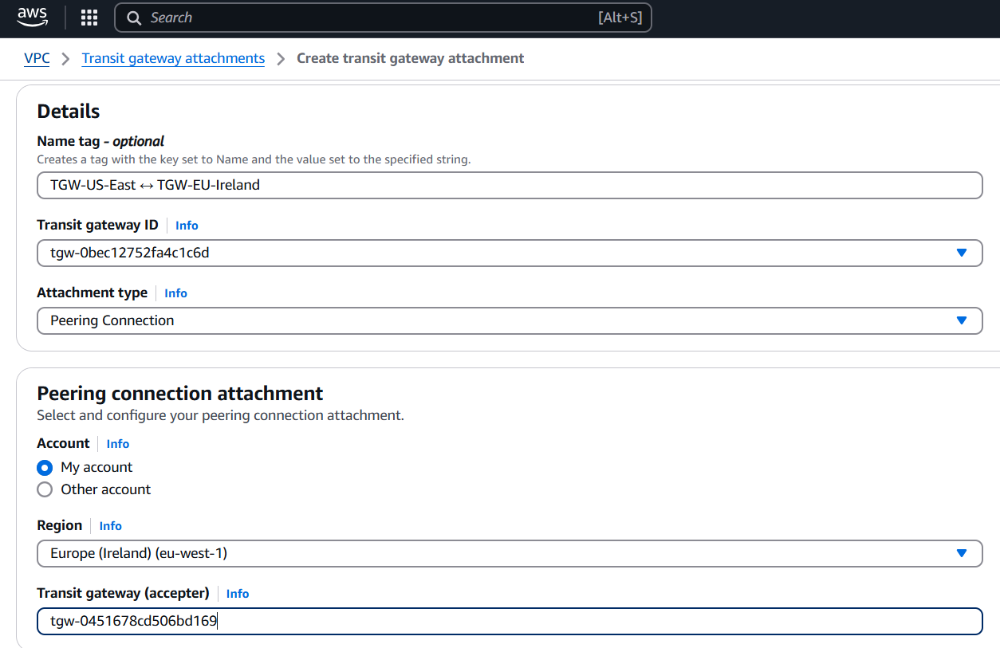 aws Search [Alt+S]
VPC > Transit gateway attachments > Create transit gateway attachment
Details
Name tag - optional
Creates a tag with the key set to Name and the value set to the specified string.
TGW-US-East ↔ TGW-EU-Ireland
Transit gateway ID Info
tgw-0bec12752fa4c1c6d
Attachment type Info
Peering Connection
Peering connection attachment
Select and configure your peering connection attachment.
Account Info
My account
Other account
Region Info
Europe (Ireland) (eu-west-1)
Transit gateway (accepter) Info
tgw-0451678cd506bd169